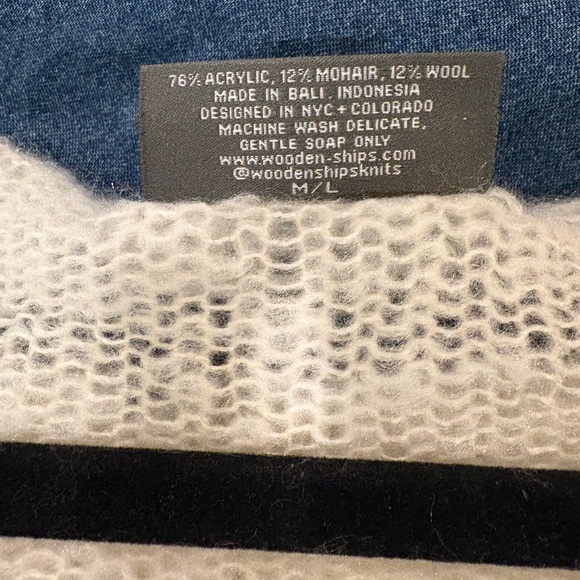 76% ACRYLIC, 12% MOHAIR, 12% WOOL
MADE IN BALI, INDONESIA
DESIGNED IN NYC + COLORADO
MACHINE WASH DELICATE,
GENTLE SOAP ONLY
www.wooden-ships.com
@woodenshipsknits
M/L